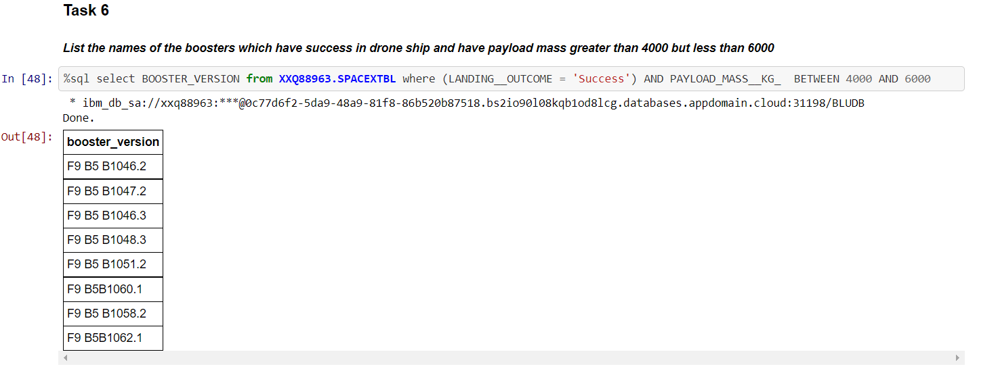 Task 6
List the names of the boosters which have success in drone ship and have payload mass greater than 4000 but less than 6000
In [48]: %sql select BOOSTER_VERSION from XXQ88963.SPACEXTBL where (LANDING__OUTCOME = 'Success') AND PAYLOAD_MASS__KG_  BETWEEN 4000 AND 6000
* ibm_db_sa://xxq88963:***@0c77d6f2-5da9-48a9-81f8-86b520b87518.bs2io90l08kqb1od8lcg.databases.appdomain.cloud:31198/BLUDB
Done.
Out[48]: booster_version
F9 B5 B1046.2
F9 B5 B1047.2
F9 B5 B1046.3
F9 B5 B1048.3
F9 B5 B1051.2
F9 B5B1060.1
F9 B5 B1058.2
F9 B5B1062.1